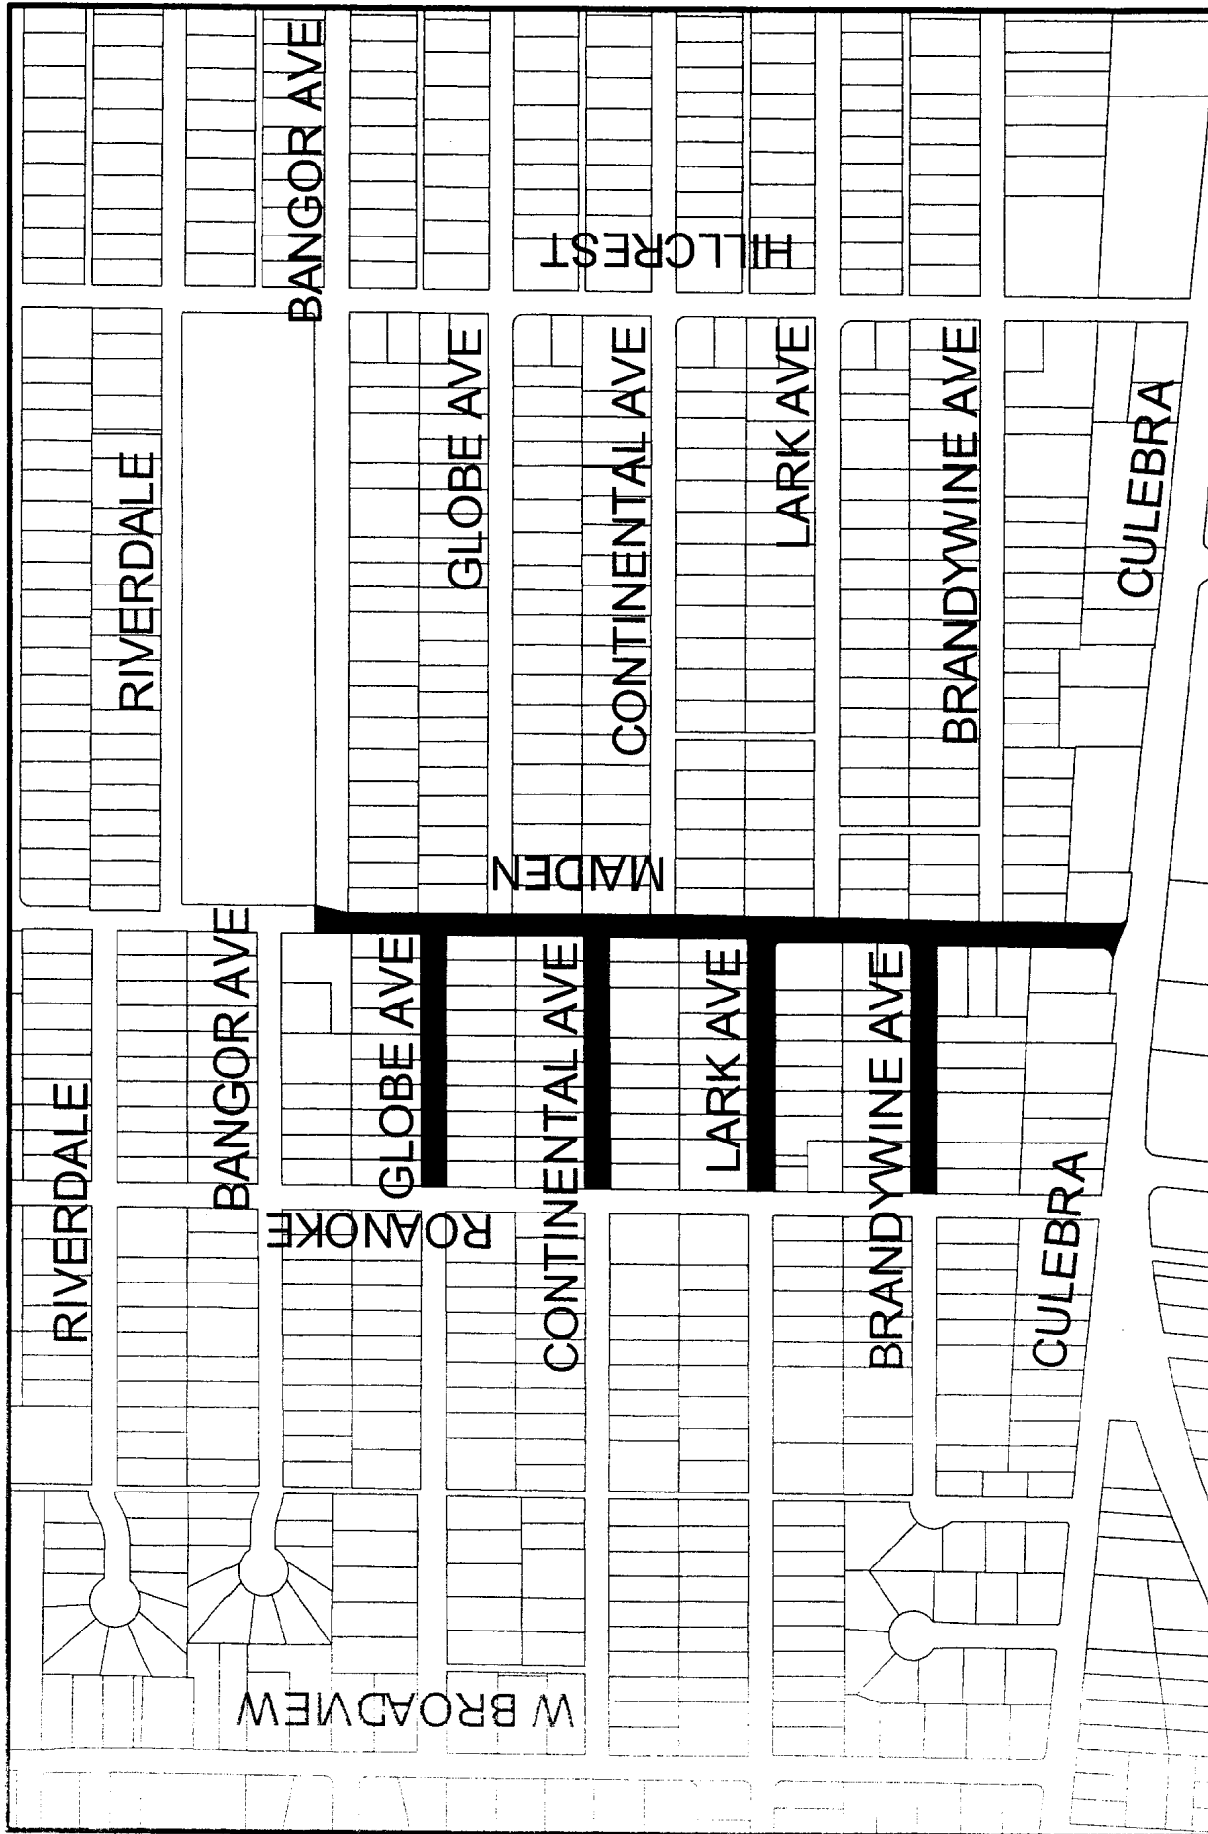 BANGOR AVE
HILLCREST
RIVERDALE
GLOBE AVE
CONTINENTAL AVE
LARK AVE
BRANDYWINE AVE
CULEBRA
MAIDEN
BANGOR AVE
GLOBE AVE
CONTINENTAL AVE
LARK AVE
BRANDYWINE AVE
RIVERDALE
ROANOKE
CULEBRA
W BROADVIEW